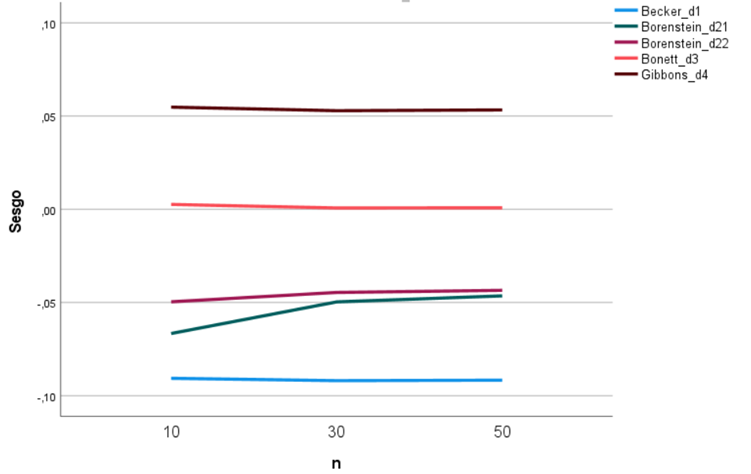 Becker_d1
Borenstein_d21
Borenstein_d22
Bonett_d3
Gibbons_d4
,10
,05
,00
-,05
-,10
Sesgo
10 30 50
n